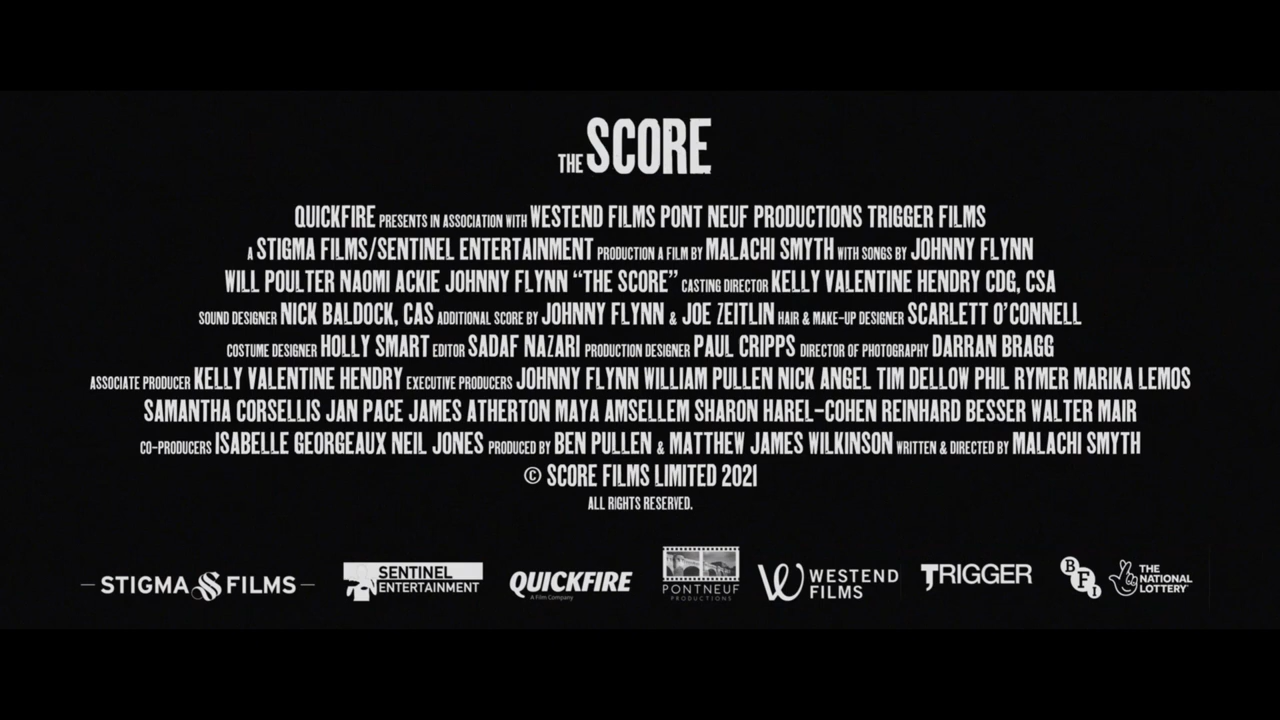 THE SCORE
QUICKFIRE PRESENTS IN ASSOCIATION WITH WESTEND FILMS PONT NEUF PRODUCTIONS TRIGGER FILMS
A STIGMA FILMS/SENTINEL ENTERTAINMENT PRODUCTION A FILM BY MALACHI SMYTH WITH SONGS BY JOHNNY FLYNN
WILL POULTER NAOMI ACKIE JOHNNY FLYNN “THE SCORE” CASTING DIRECTOR KELLY VALENTINE HENDRY CDG, CSA
SOUND DESIGNER NICK BALDOCK, CAS ADDITIONAL SCORE BY JOHNNY FLYNN & JOE ZEITLIN HAIR & MAKE-UP DESIGNER SCARLETT O'CONNELL
COSTUME DESIGNER HOLLY SMART EDITOR SADAF NAZARI PRODUCTION DESIGNER PAUL CRIPPS DIRECTOR OF PHOTOGRAPHY DARRAN BRAGG
ASSOCIATE PRODUCER KELLY VALENTINE HENDRY EXECUTIVE PRODUCERS JOHNNY FLYNN WILLIAM PULLEN NICK ANGEL TIM DELLOW PHIL RYMER MARIKA LEMOS
SAMANTHA CORSELLIS JAN PACE JAMES ATHERTON MAYA AMSELLEM SHARON HAREL-COHEN REINHARD BESSER WALTER MAIR
CO-PRODUCERS ISABELLE GEORGEAUX NEIL JONES PRODUCED BY BEN PULLEN & MATTHEW JAMES WILKINSON WRITTEN & DIRECTED BY MALACHI SMYTH
© SCORE FILMS LIMITED 2021
ALL RIGHTS RESERVED.
STIGMA FILMS
SENTINEL
ENTERTAINMENT
QUICKFIRE
A Film Company
PONTNEUF
PRODUCTIONS
WESTEND
FILMS
TRIGGER
BFI
THE
NATIONAL
LOTTERY